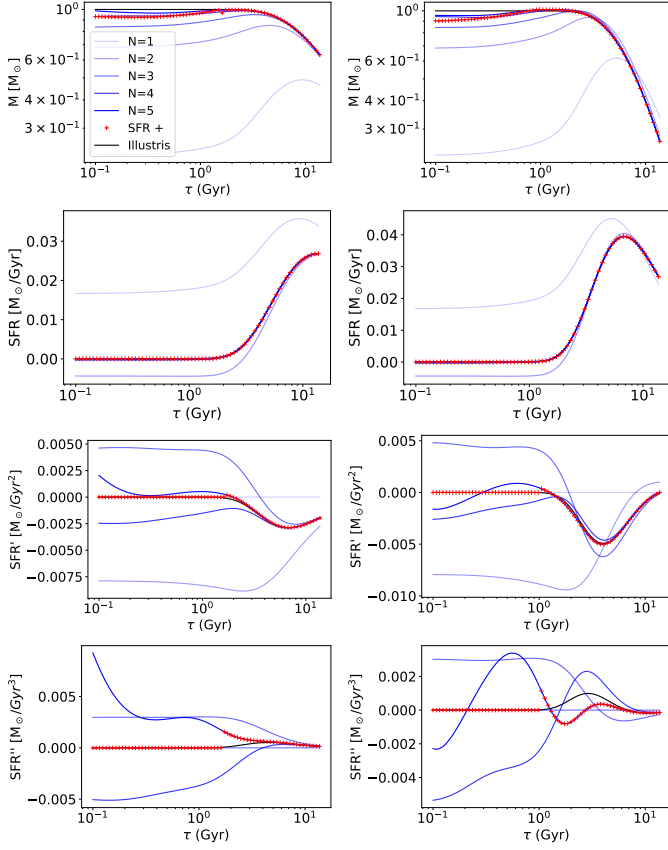 10⁰
6 × 10⁻¹
4 × 10⁻¹
3 × 10⁻¹
M [M⊙]
N=1
N=2
N=3
N=4
N=5
SFR +
Illustris
10⁻¹ 10⁰ 10¹
τ (Gyr)
10⁰
6 × 10⁻¹
4 × 10⁻¹
3 × 10⁻¹
M [M⊙]
10⁻¹ 10⁰ 10¹
τ (Gyr)
0.03
0.02
0.01
0.00
SFR [M⊙/Gyr]
10⁻¹ 10⁰ 10¹
τ (Gyr)
0.04
0.03
0.02
0.01
0.00
SFR [M⊙/Gyr]
10⁻¹ 10⁰ 10¹
τ (Gyr)
0.0050
0.0025
0.0000
−0.0025
−0.0050
−0.0075
SFR' [M⊙/Gyr²]
10⁻¹ 10⁰ 10¹
τ (Gyr)
0.005
0.000
−0.005
−0.010
SFR' [M⊙/Gyr²]
10⁻¹ 10⁰ 10¹
τ (Gyr)
0.005
0.000
−0.005
SFR'' [M⊙/Gyr³]
10⁻¹ 10⁰ 10¹
τ (Gyr)
0.002
0.000
−0.002
−0.004
SFR'' [M⊙/Gyr³]
10⁻¹ 10⁰ 10¹
τ (Gyr)